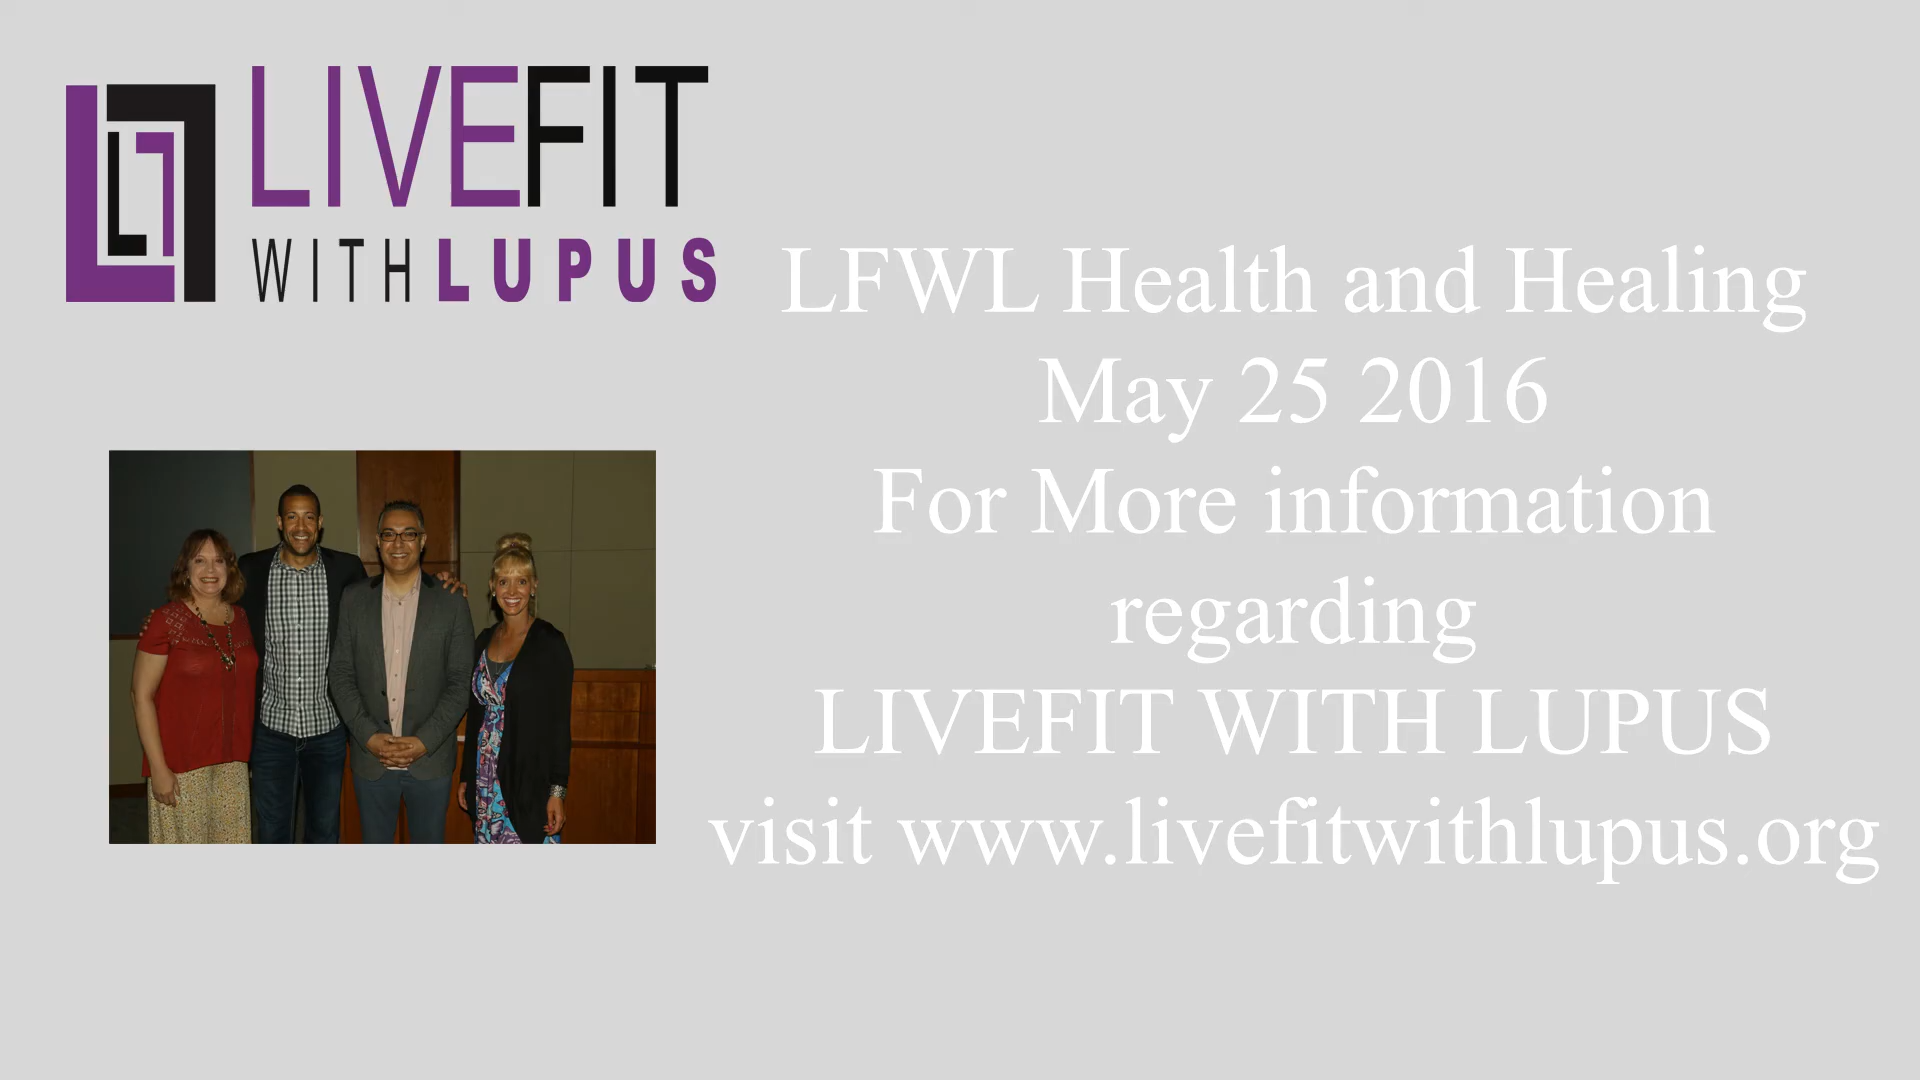 LIVEFIT
WITH LUPUS
LFWL Health and Healing
May 25 2016
For More information
regarding
LIVEFIT WITH LUPUS
visit www.livefitwithlupus.org